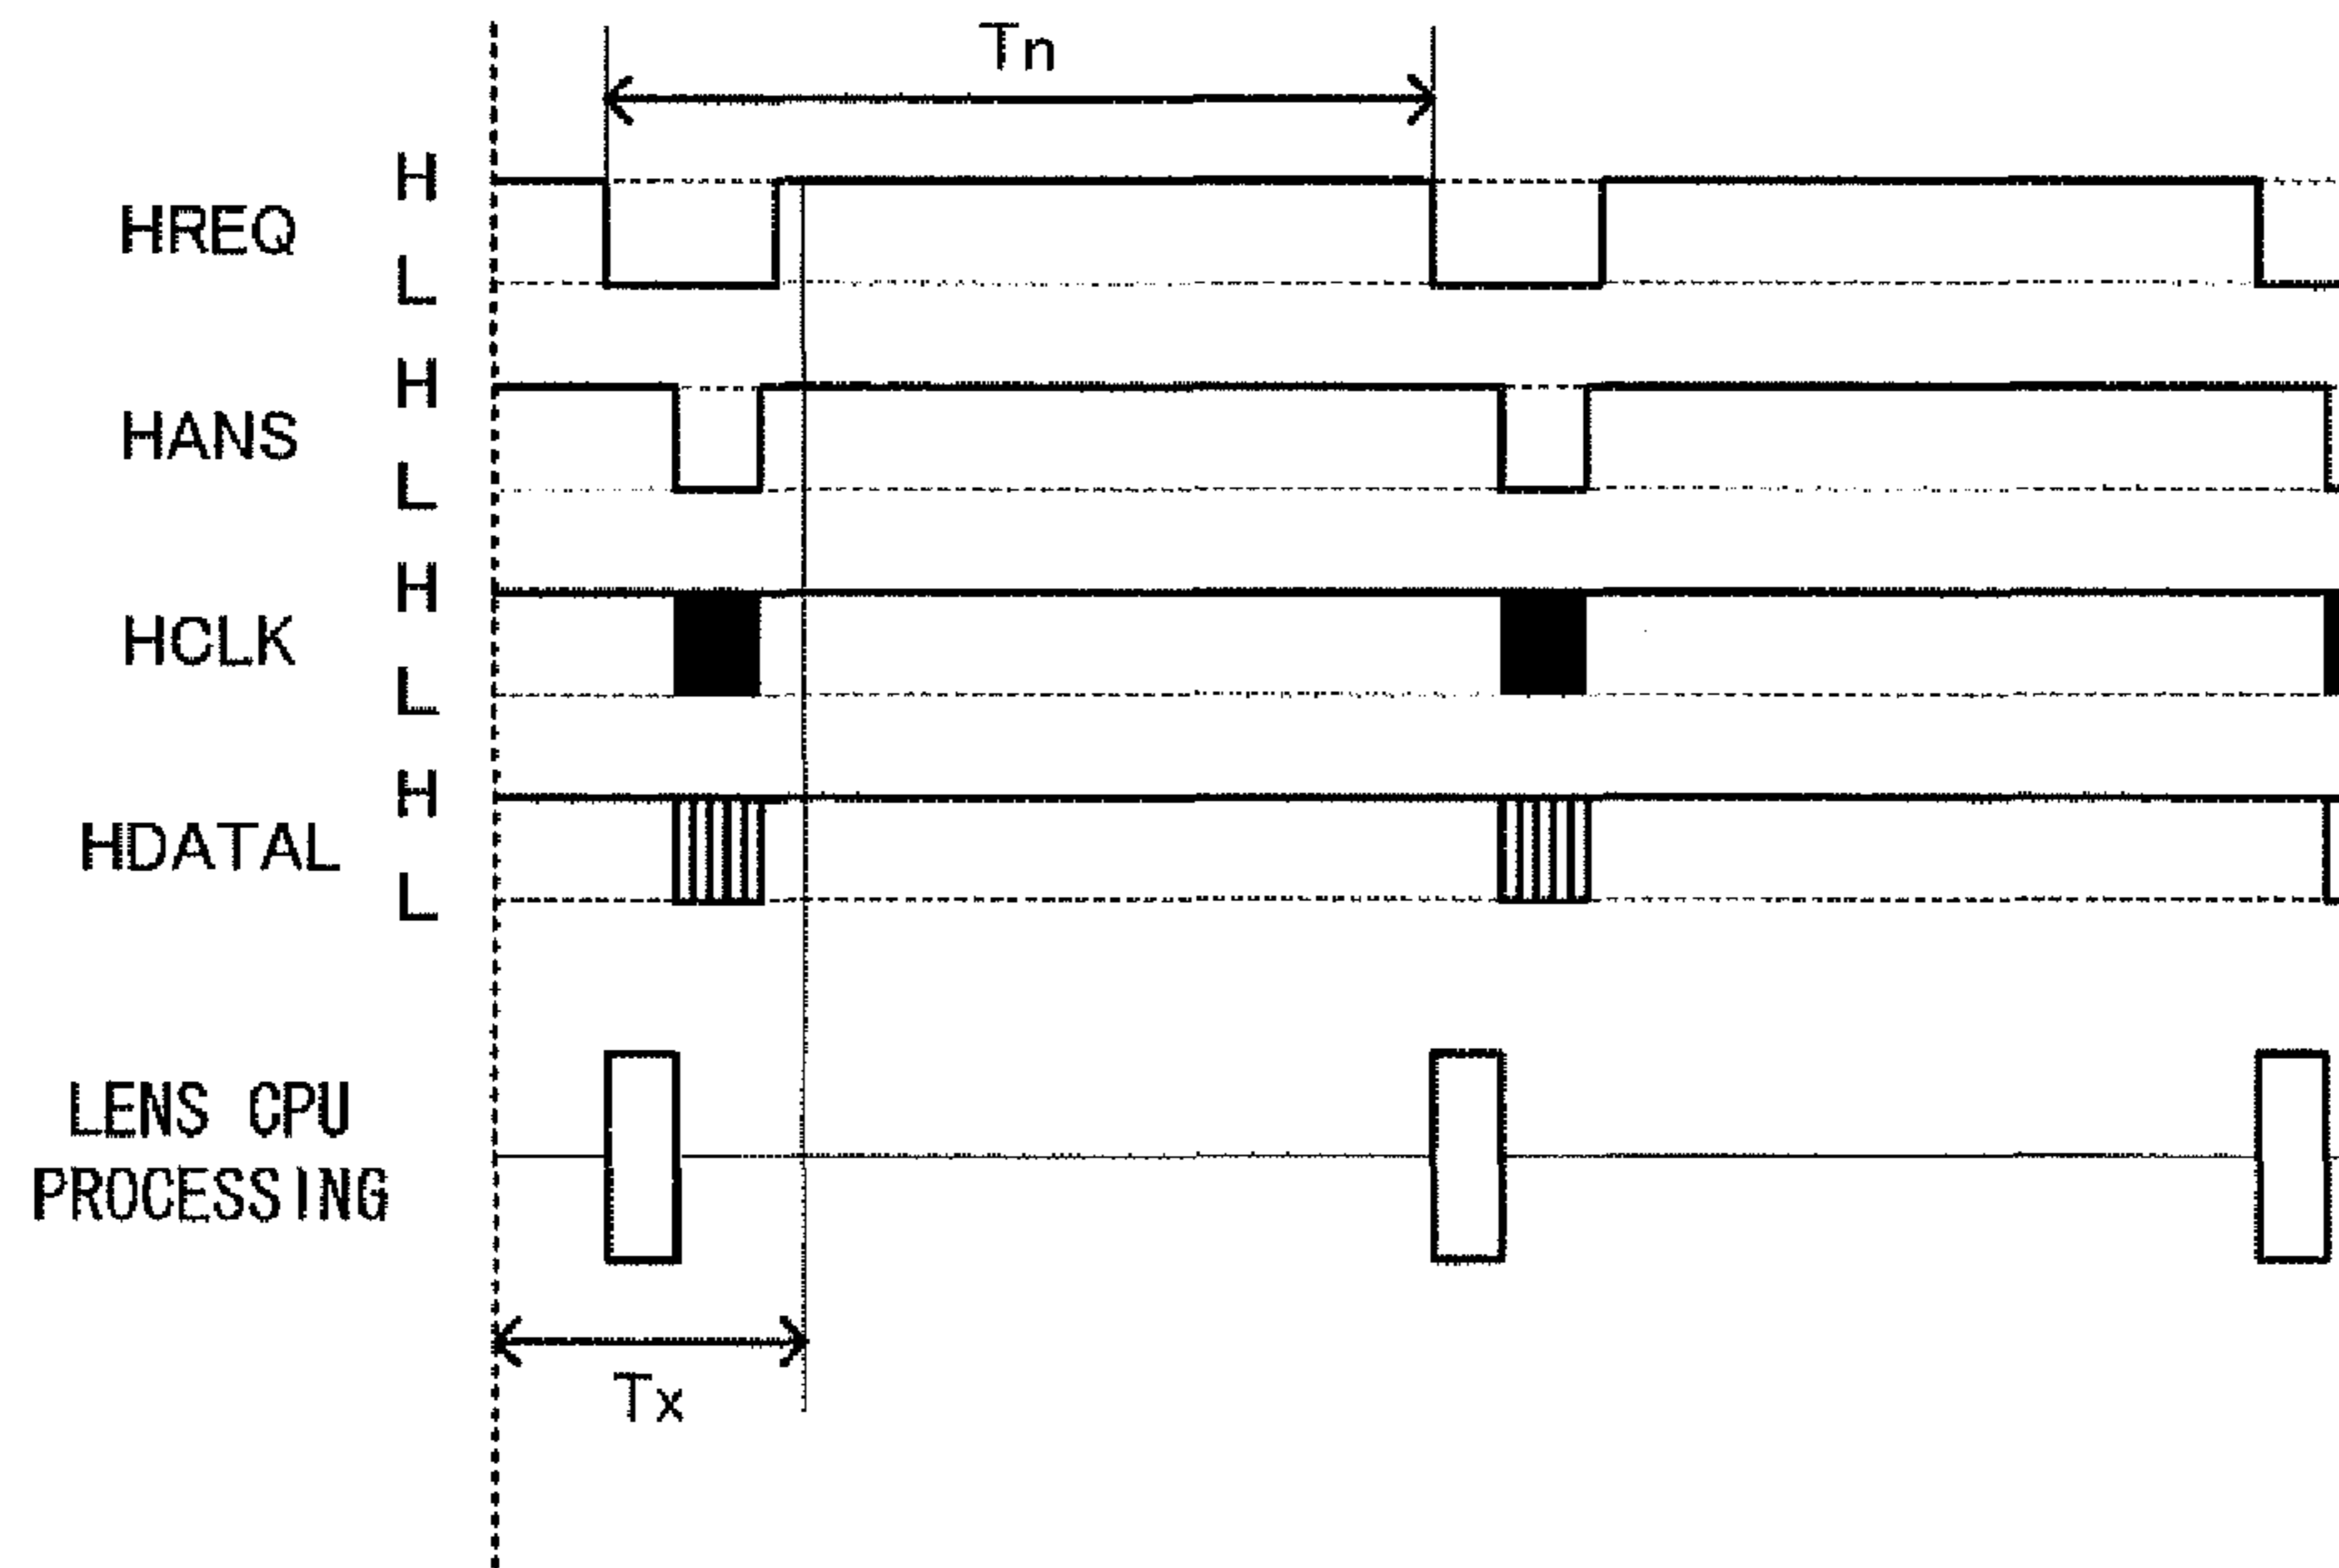 Tn
H
HREQ
L
H
HANS
L
H
HCLK
L
H
HDATAL
L
LENS CPU
PROCESSING
Tx